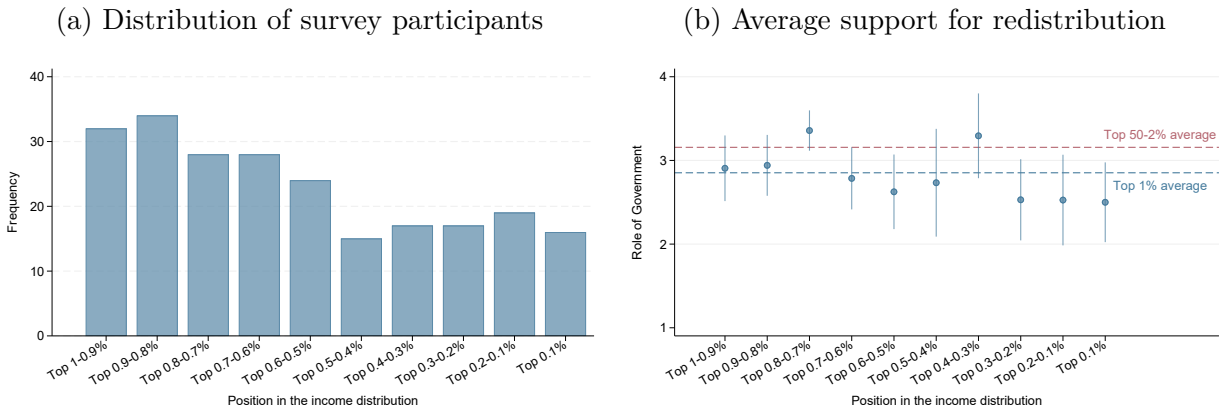 (a) Distribution of survey participants
40
30
20
10
0
Frequency
Top 1-0.9%
Top 0.9-0.8%
Top 0.8-0.7%
Top 0.7-0.6%
Top 0.6-0.5%
Top 0.5-0.4%
Top 0.4-0.3%
Top 0.3-0.2%
Top 0.2-0.1%
Top 0.1%
Position in the income distribution
(b) Average support for redistribution
4
3
2
1
Role of Government
Top 50-2% average
Top 1% average
Top 1-0.9%
Top 0.9-0.8%
Top 0.8-0.7%
Top 0.7-0.6%
Top 0.6-0.5%
Top 0.5-0.4%
Top 0.4-0.3%
Top 0.3-0.2%
Top 0.2-0.1%
Top 0.1%
Position in the income distribution